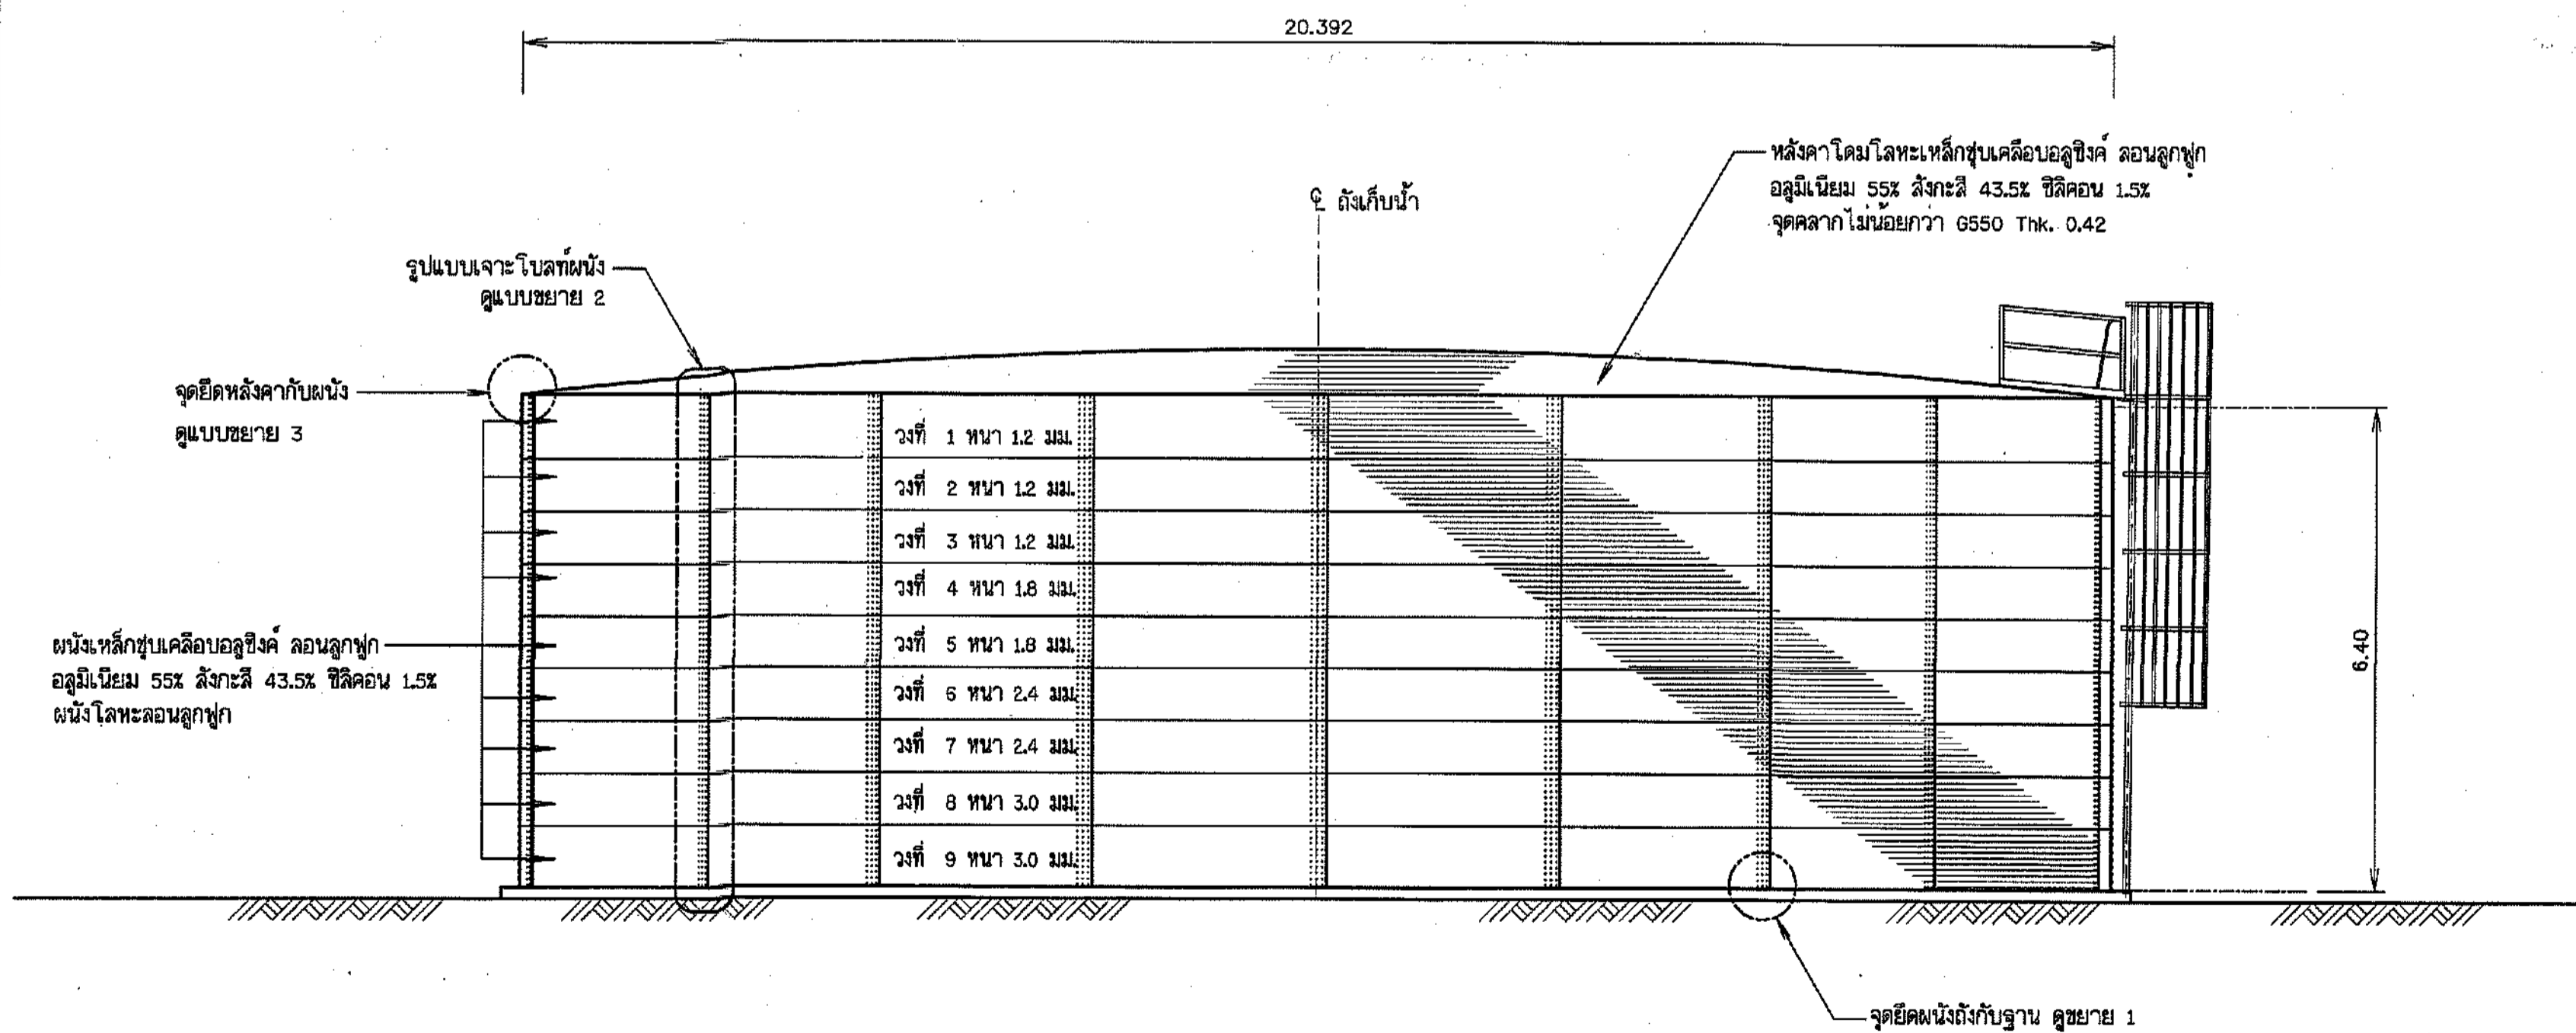 20.392
หลังคาโดมโลหะเหล็กชุบเคลือบอลูซิงค์ ลอนลูกฟูก
อลูมิเนียม 55% สังกะสี 43.5% ซิลิคอน 1.5%
จุดคลากไม่น้อยกว่า G550 Thk. 0.42
℄ ถังเก็บน้ำ
รูปแบบเจาะโบลท์ผนัง
ดูแบบขยาย 2
จุดยึดหลังคากับผนัง
ดูแบบขยาย 3
วงที่ 1 หนา 1.2 มม.
วงที่ 2 หนา 1.2 มม.
วงที่ 3 หนา 1.2 มม.
วงที่ 4 หนา 1.8 มม.
วงที่ 5 หนา 1.8 มม.
วงที่ 6 หนา 2.4 มม.
วงที่ 7 หนา 2.4 มม.
วงที่ 8 หนา 3.0 มม.
วงที่ 9 หนา 3.0 มม.
ผนังเหล็กชุบเคลือบอลูซิงค์ ลอนลูกฟูก
อลูมิเนียม 55% สังกะสี 43.5% ซิลิคอน 1.5%
ผนังโลหะลอนลูกฟูก
6.40
จุดยึดผนังถังกับฐาน ดูขยาย 1